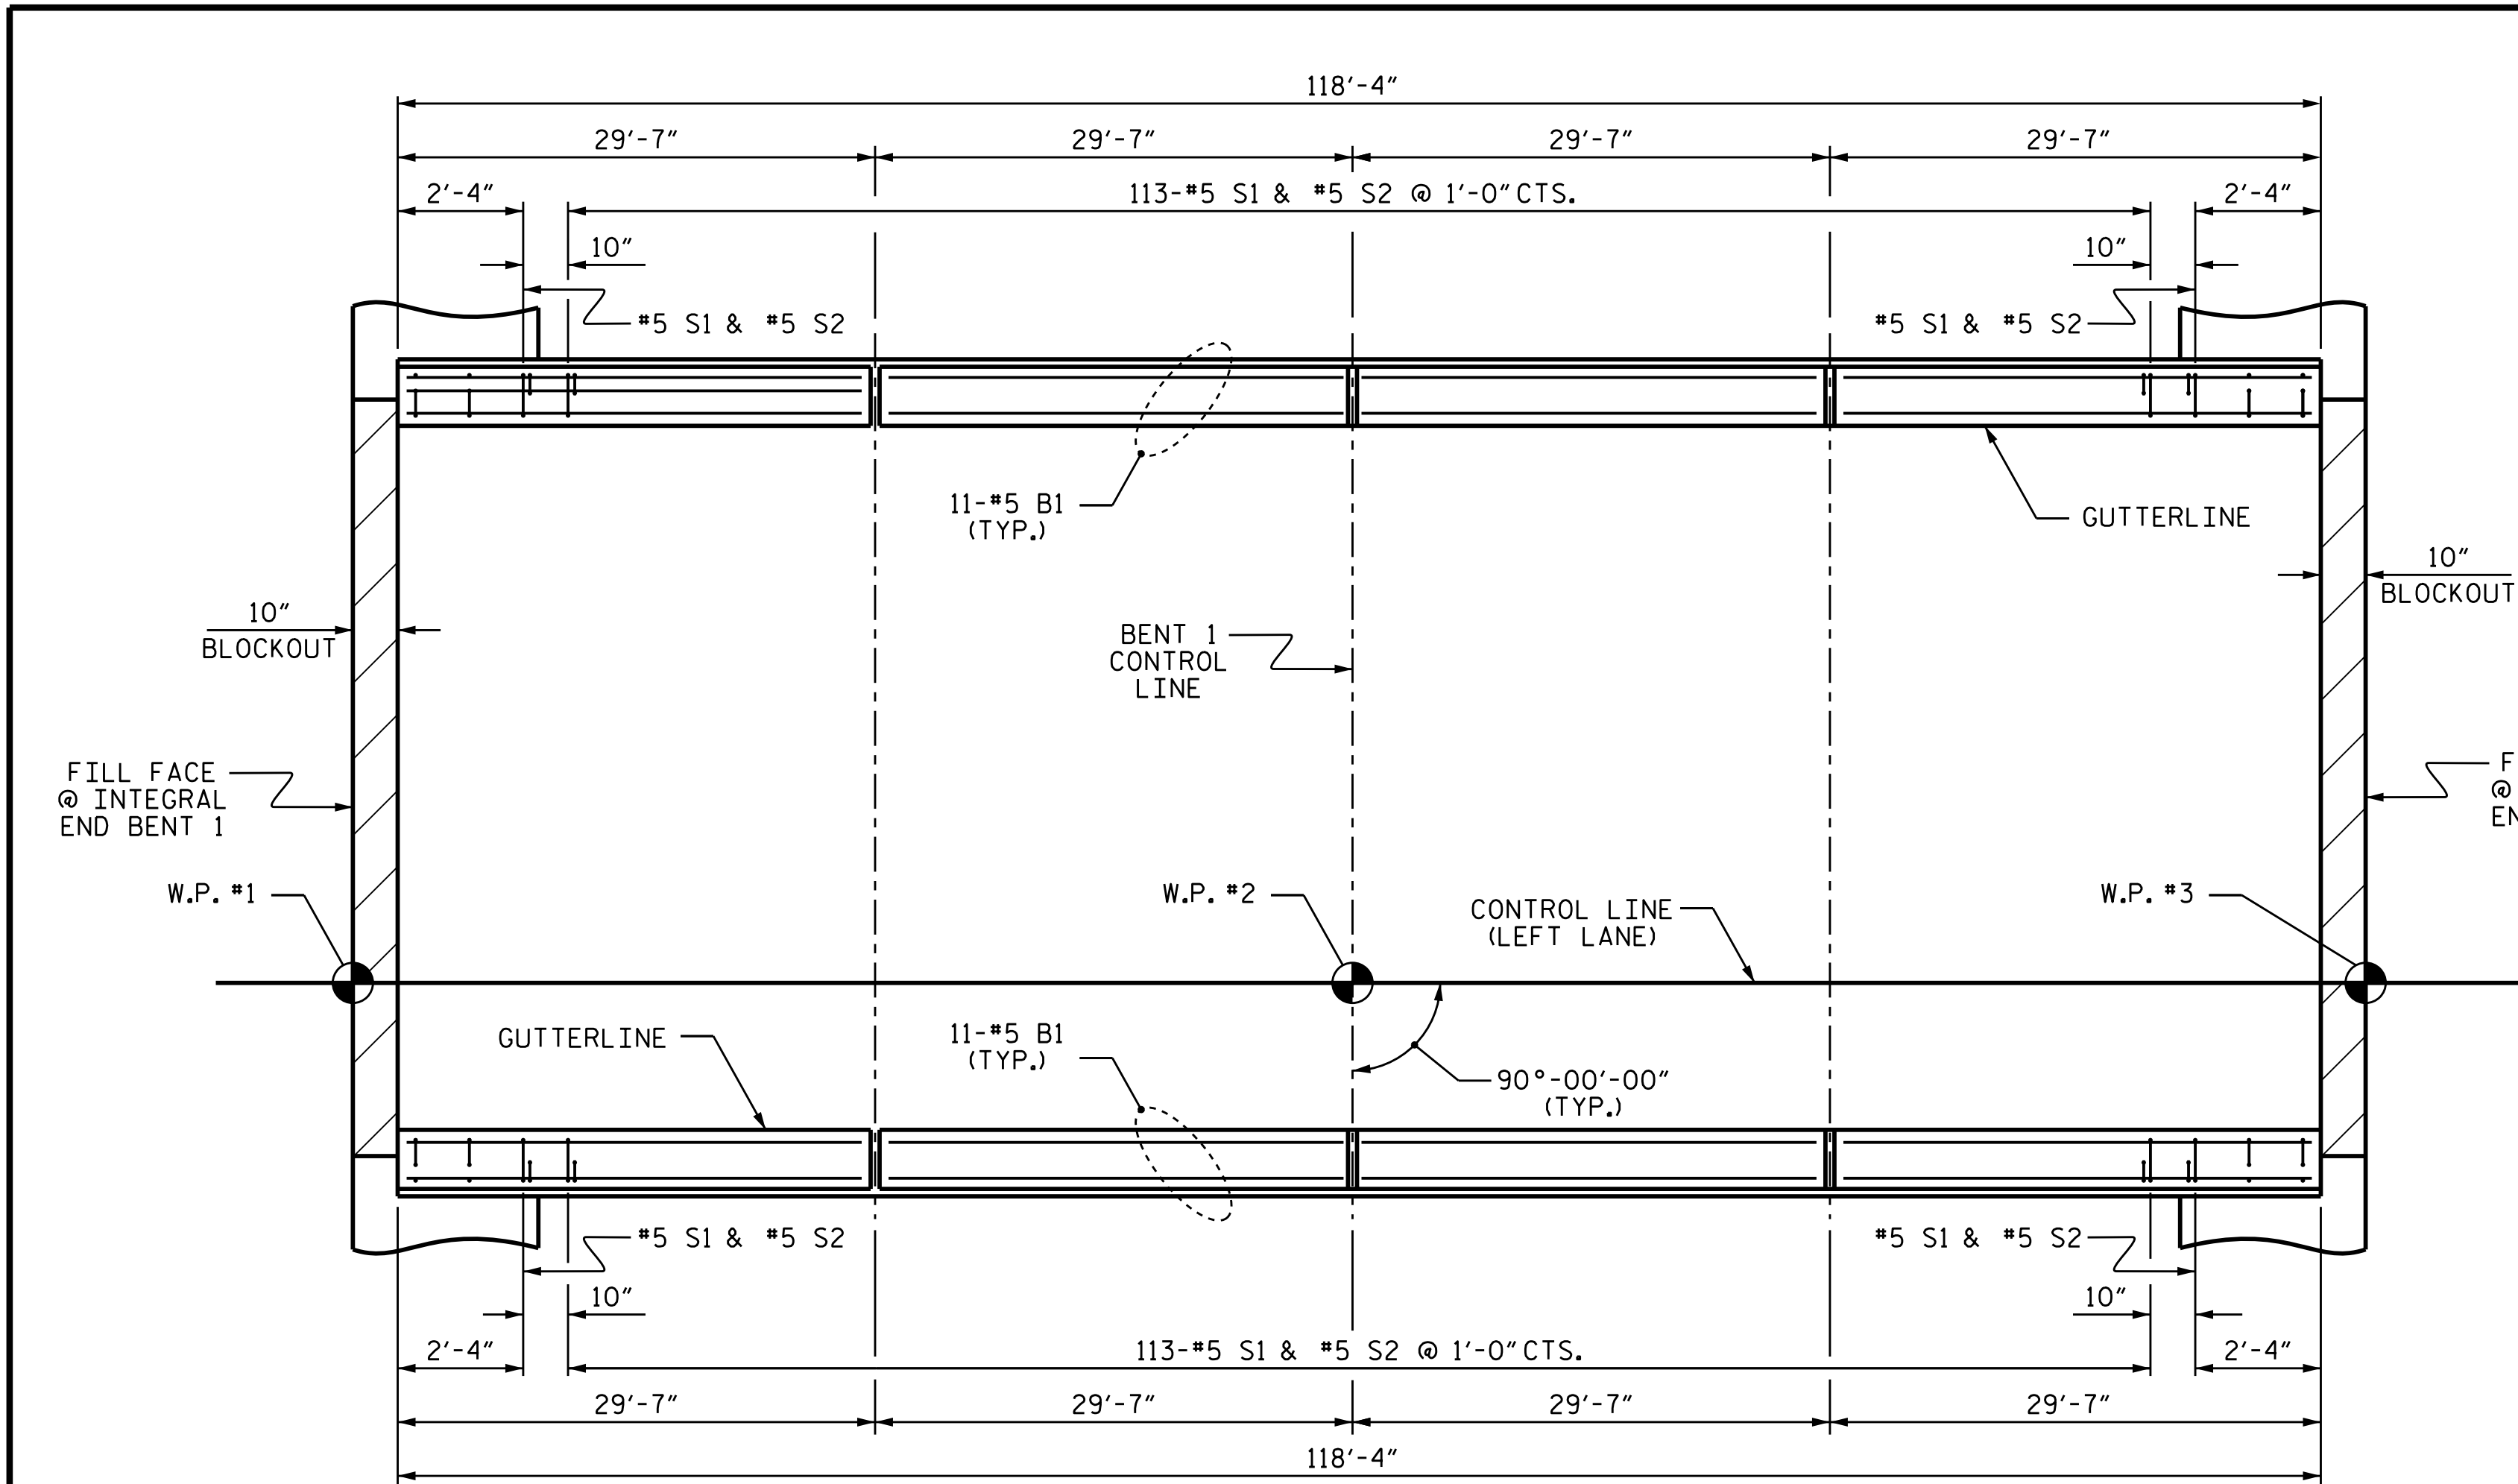 118'-4"
29'-7" 29'-7" 29'-7" 29'-7"
2'-4" 113-#5 S1 & #5 S2 @ 1'-0"CTS. 2'-4"
10" 10"
#5 S1 & #5 S2 #5 S1 & #5 S2
11-#5 B1
(TYP.)
GUTTERLINE
10"
BLOCKOUT
10"
BLOCKOUT
BENT 1
CONTROL
LINE
FILL FACE
@ INTEGRAL
END BENT 1
F
@
EN
W.P. #1 W.P. #2 W.P. #3
CONTROL LINE
(LEFT LANE)
GUTTERLINE
11-#5 B1
(TYP.)
90°-00'-00"
(TYP.)
#5 S1 & #5 S2 #5 S1 & #5 S2
10" 10"
2'-4" 113-#5 S1 & #5 S2 @ 1'-0"CTS. 2'-4"
29'-7" 29'-7" 29'-7" 29'-7"
118'-4"